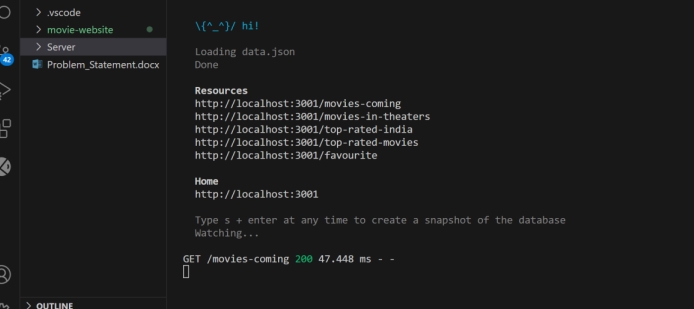 > .vscode
> movie-website
> Server
Problem_Statement.docx
42
> OUTLINE
\{^_^}/ hi!
Loading data.json
Done
Resources
http://localhost:3001/movies-coming
http://localhost:3001/movies-in-theaters
http://localhost:3001/top-rated-india
http://localhost:3001/top-rated-movies
http://localhost:3001/favourite
Home
http://localhost:3001
Type s + enter at any time to create a snapshot of the database
Watching...
GET /movies-coming 200 47.448 ms - -